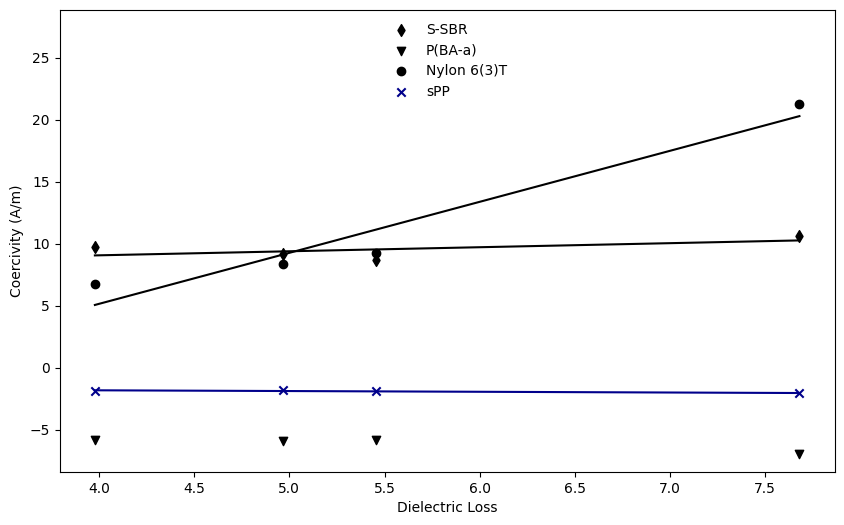 S-SBR
P(BA-a)
Nylon 6(3)T
sPP
25
20
15
10
5
0
−5
Coercivity (A/m)
4.0 4.5 5.0 5.5 6.0 6.5 7.0 7.5
Dielectric Loss